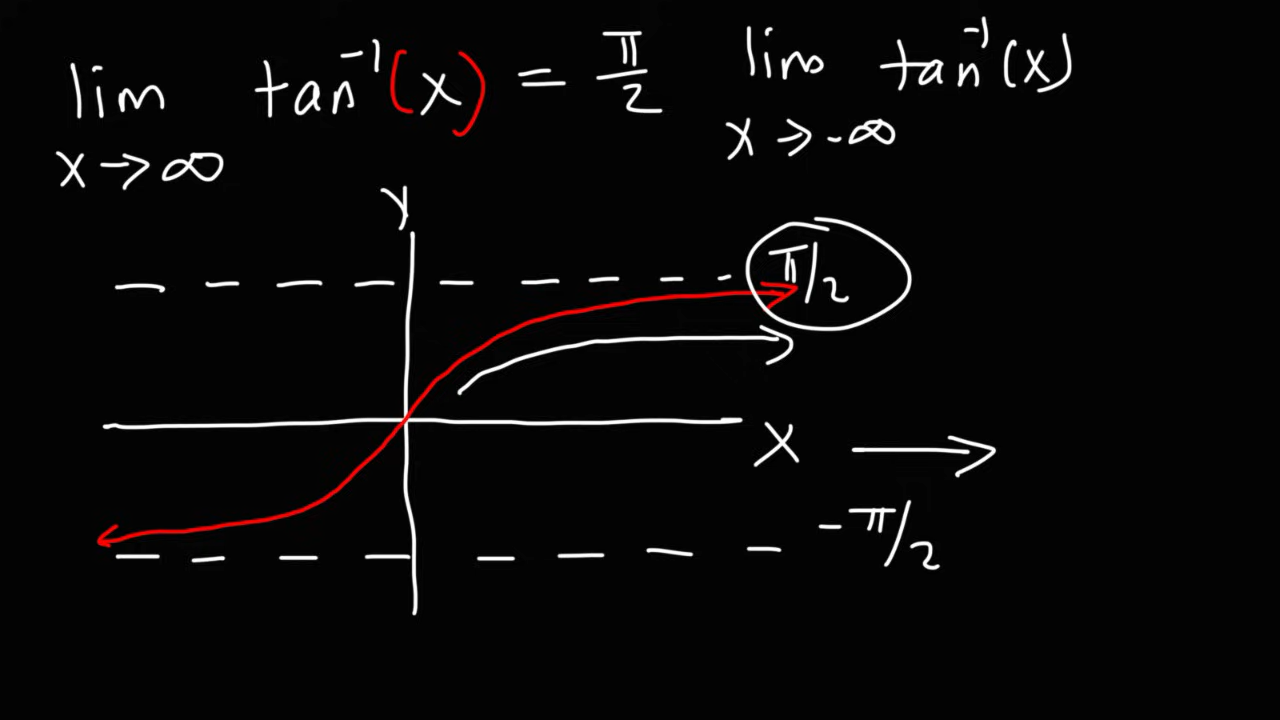 lim tan⁻¹(x) = π/2
x → ∞
lim tan⁻¹(x)
x → -∞
y
π/2
x
-π/2